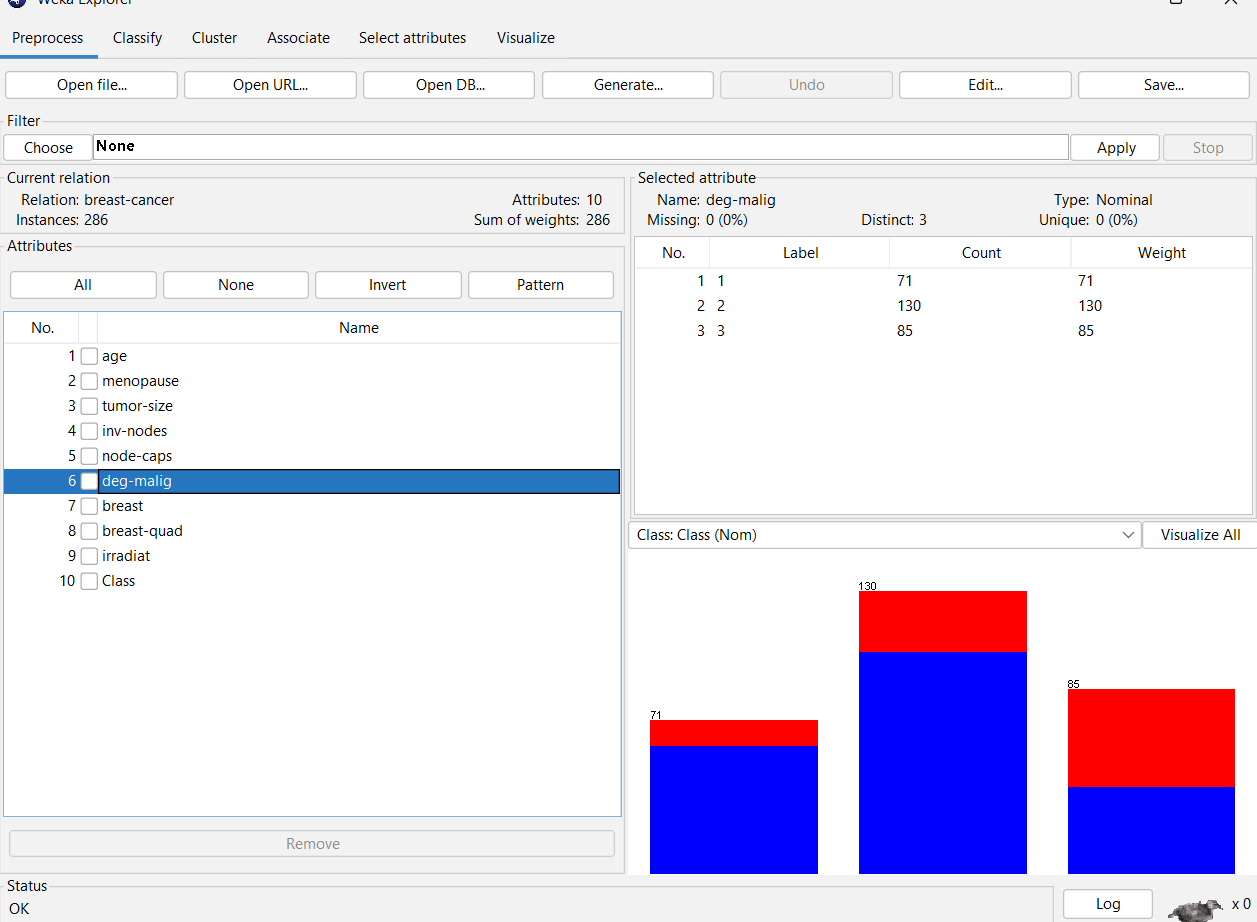 Weka Explorer
Preprocess Classify Cluster Associate Select attributes Visualize
Open file... Open URL... Open DB... Generate... Undo Edit... Save...
Filter
Choose None Apply Stop
Current relation
Relation: breast-cancer Attributes: 10
Instances: 286 Sum of weights: 286
Attributes
All None Invert Pattern
No. Name
1 age
2 menopause
3 tumor-size
4 inv-nodes
5 node-caps
6 deg-malig
7 breast
8 breast-quad
9 irradiat
10 Class
Remove
Selected attribute
Name: deg-malig Type: Nominal
Missing: 0 (0%) Distinct: 3 Unique: 0 (0%)
No. Label Count Weight
1 1 71 71
2 2 130 130
3 3 85 85
Class: Class (Nom) Visualize All
130
85
71
Status
OK
Log x 0